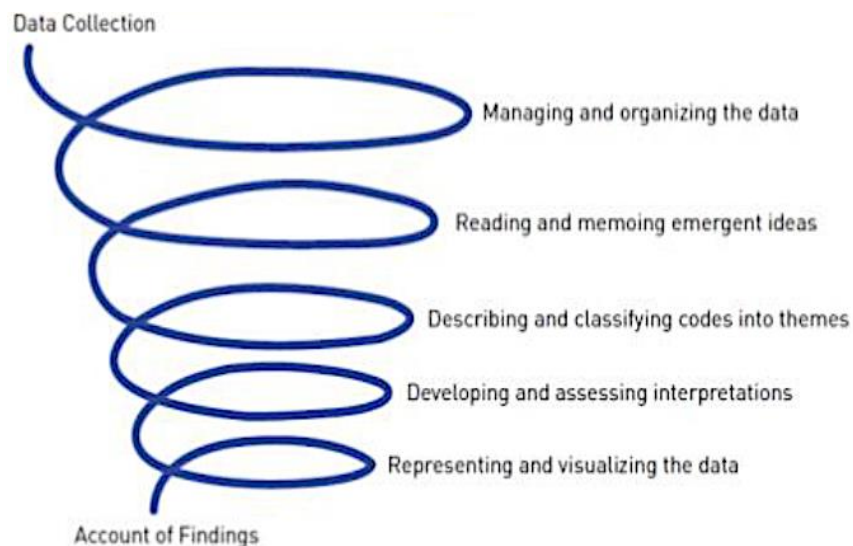 Data Collection
Managing and organizing the data
Reading and memoing emergent ideas
Describing and classifying codes into themes
Developing and assessing interpretations
Representing and visualizing the data
Account of Findings